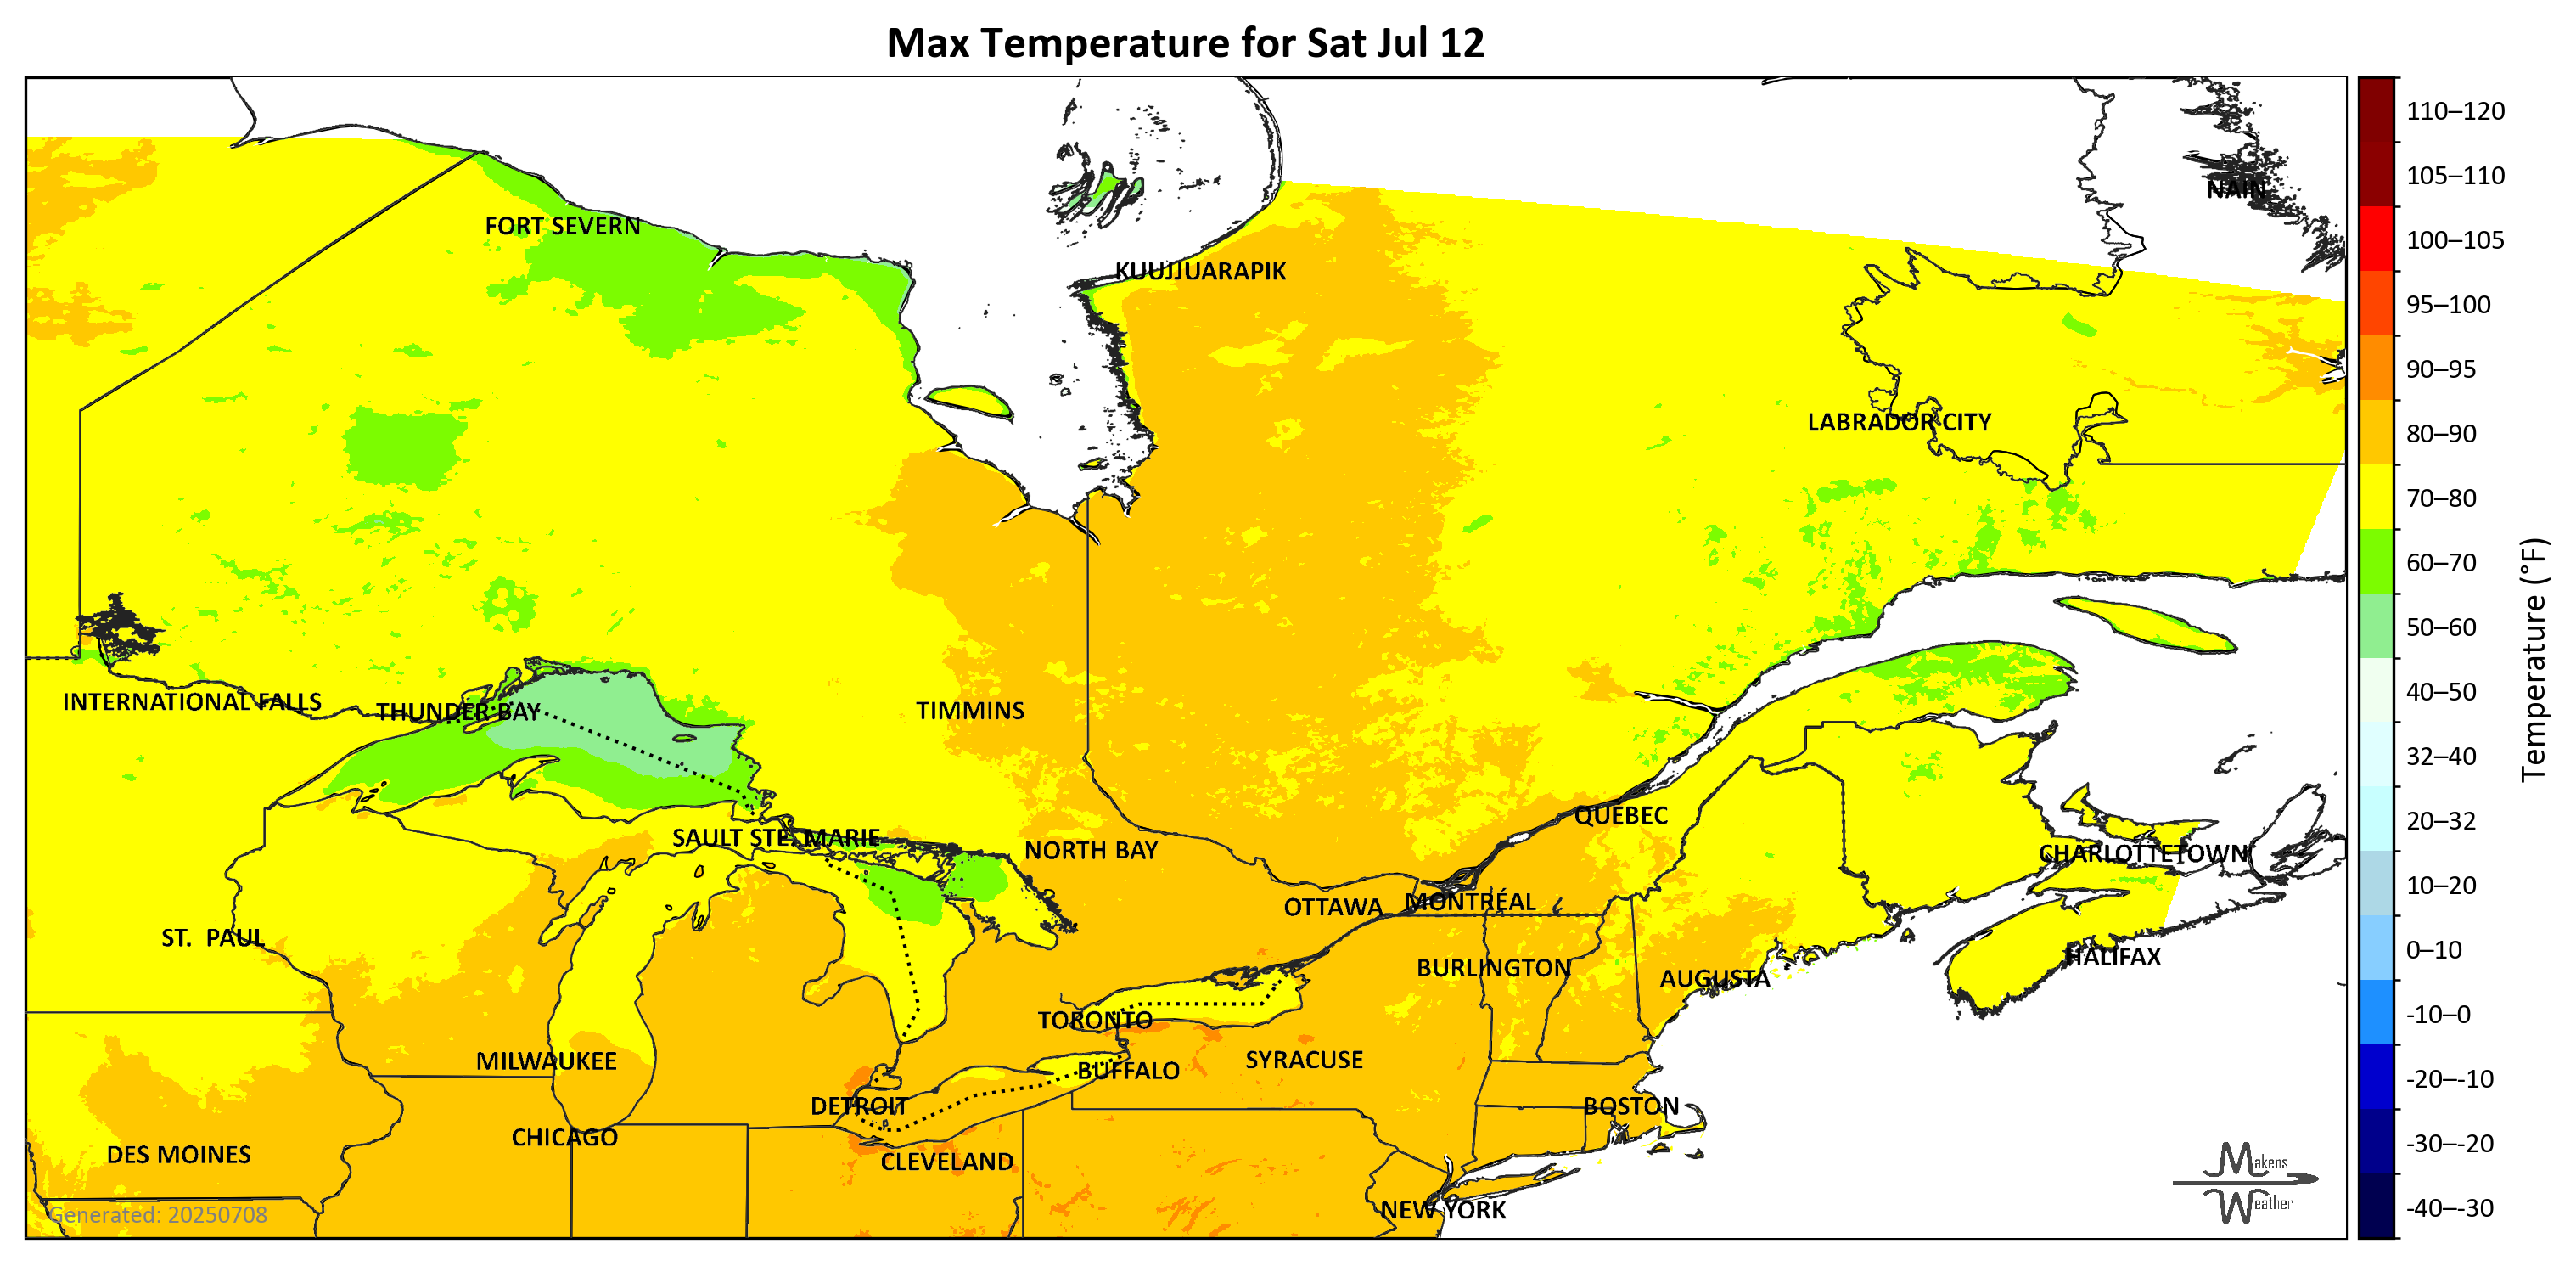 Max Temperature for Sat Jul 12
110–120
105–110
NAIN
FORT SEVERN
100–105
KUUJJUARAPIK
95–100
90–95
LABRADOR CITY
80–90
70–80
60–70
50–60
Temperature (°F)
40–50
INTERNATIONAL FALLS
THUNDER BAY
TIMMINS
32–40
QUEBEC
20–32
SAULT STE. MARIE
NORTH BAY
CHARLOTTETOWN
10–20
MONTRÉAL
OTTAWA
ST. PAUL
0–10
HALIFAX
BURLINGTON
AUGUSTA
-10–0
TORONTO
MILWAUKEE
SYRACUSE
BUFFALO
-20–-10
DETROIT
BOSTON
CHICAGO
-30–-20
DES MOINES
CLEVELAND
Makens
Weather
-40–-30
NEW YORK
Generated: 20250708